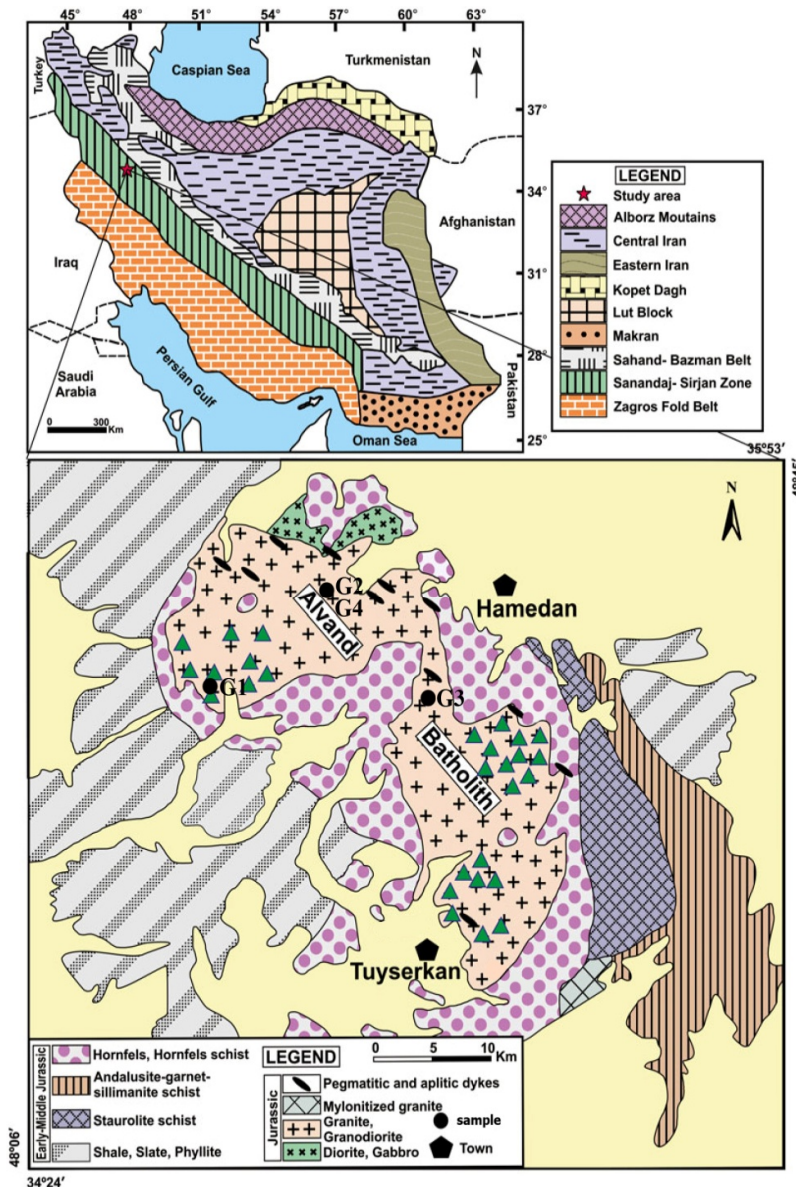 45° 48° 51° 54° 57° 60° 63°
Turkey
Caspian Sea
Turkmenistan
N
37°
34°
Afghanistan
Iraq
31°
28°
Saudi
Arabia
Persian Gulf
Pakistan
0 300
Km
Oman Sea
25°
LEGEND
Study area
Alborz Moutains
Central Iran
Eastern Iran
Kopet Dagh
Lut Block
Makran
Sahand- Bazman Belt
Sanandaj- Sirjan Zone
Zagros Fold Belt
35°53′
N
G2
G4
Alvand
Hamedan
G1
G3
Batholith
Tuyserkan
Early-Middle Jurassic
Hornfels, Hornfels schist
Andalusite-garnet-
sillimanite schist
Staurolite schist
Shale, Slate, Phyllite
LEGEND
0 5 10
Km
Jurassic
Pegmatitic and aplitic dykes
Mylonitized granite
Granite,
Granodiorite
Diorite, Gabbro
sample
Town
48°06′
34°24′